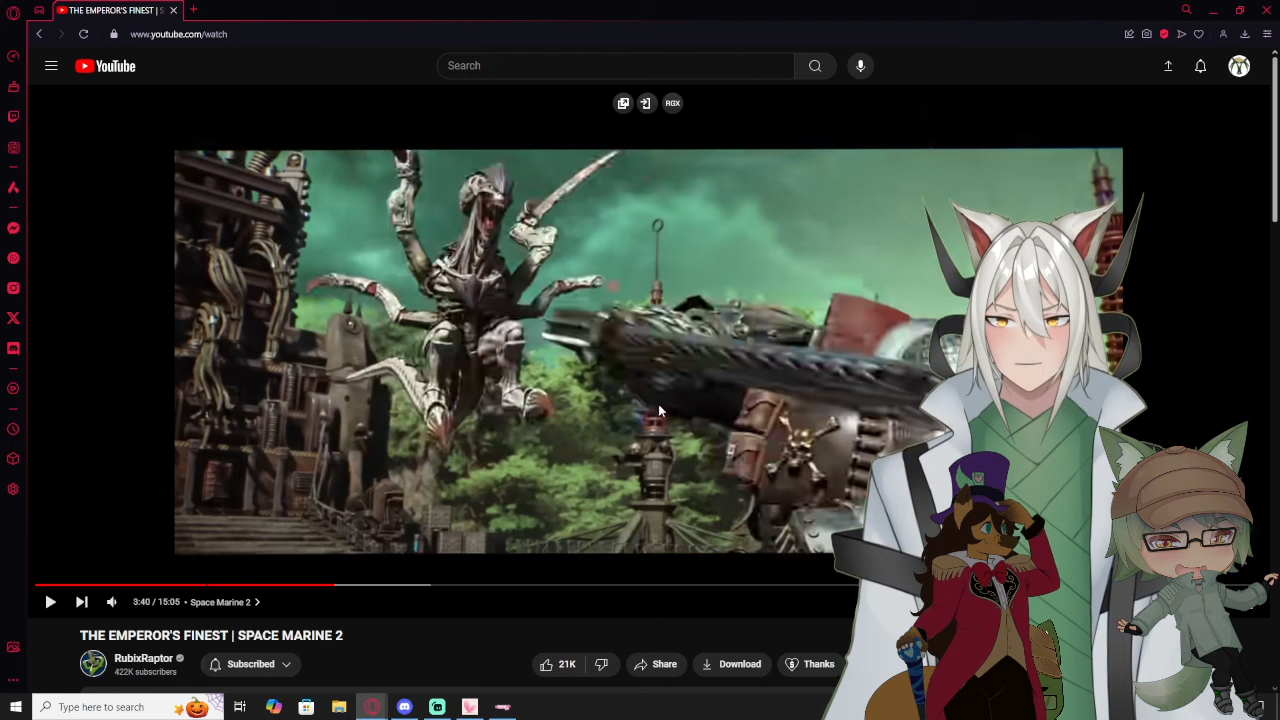 THE EMPEROR'S FINEST | S
www.youtube.com/watch
YouTube
Search
RGX
3:40 / 15:05 • Space Marine 2
THE EMPEROR'S FINEST | SPACE MARINE 2
RubixRaptor
422K subscribers
Subscribed
21K
Share
Download
Thanks
Type here to search